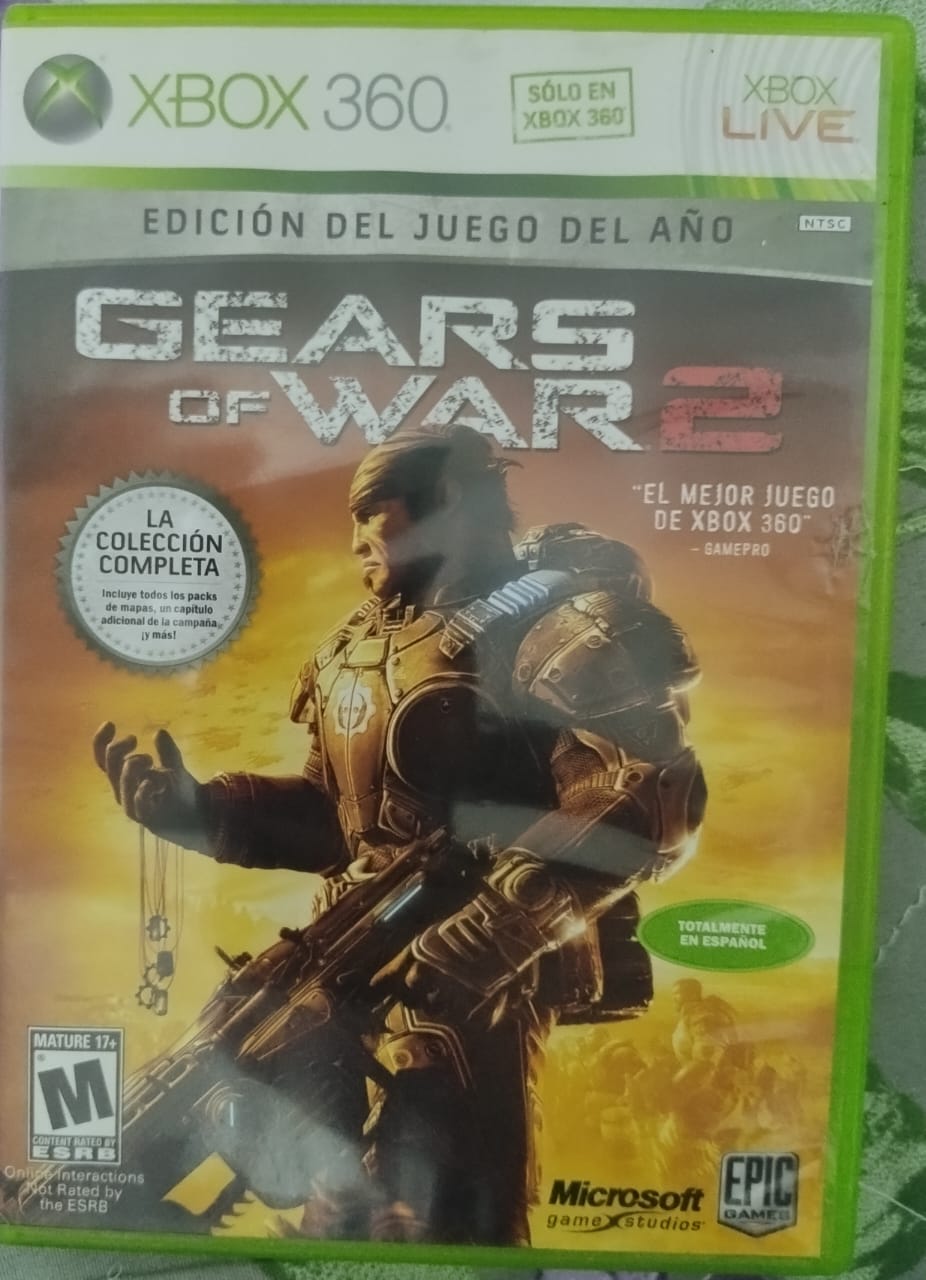 XBOX 360
SÓLO EN
XBOX 360
XBOX
LIVE
EDICIÓN DEL JUEGO DEL AÑO
NTSC
GEARS
OF WAR 2
"EL MEJOR JUEGO
DE XBOX 360"
- GAMEPRO
LA
COLECCIÓN
COMPLETA
Incluye todos los packs
de mapas, un capítulo
adicional de la campaña,
¡y más!
TOTALMENTE
EN ESPAÑOL
MATURE 17+
M
CONTENT RATED BY
ESRB
Online Interactions
Not Rated by
the ESRB
Microsoft
game studios
EPIC
GAMES